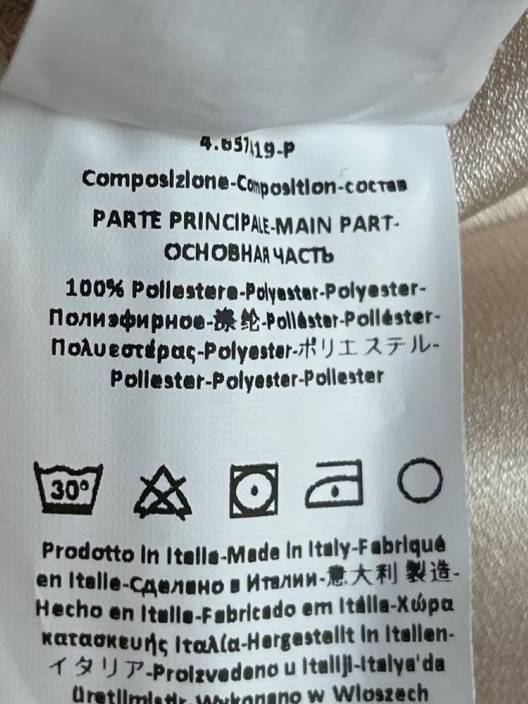 4.657/19-P
Composizione-Composition-состав
PARTE PRINCIPALE-MAIN PART-
ОСНОВНАЯ ЧАСТЬ
100% Poliestere-Polyester-Polyester-
Полиэфирное-涤纶-Poliéster-Poliéster-
Πολυεστέρας-Polyester-ポリエステル-
Poliester-Polyester-Poliester
30°
Prodotto in Italia-Made in Italy-Fabriqué
en Italie-Сделано в Италии-意大利 製造-
Hecho en Italia-Fabricado em Itália-Χώρα
κατασκευής Ιταλία-Hergestellt in Italien-
イタリア-Proizvedeno u Italiji-Italya'da
üretilmiştir-Wykonano w Wloszech